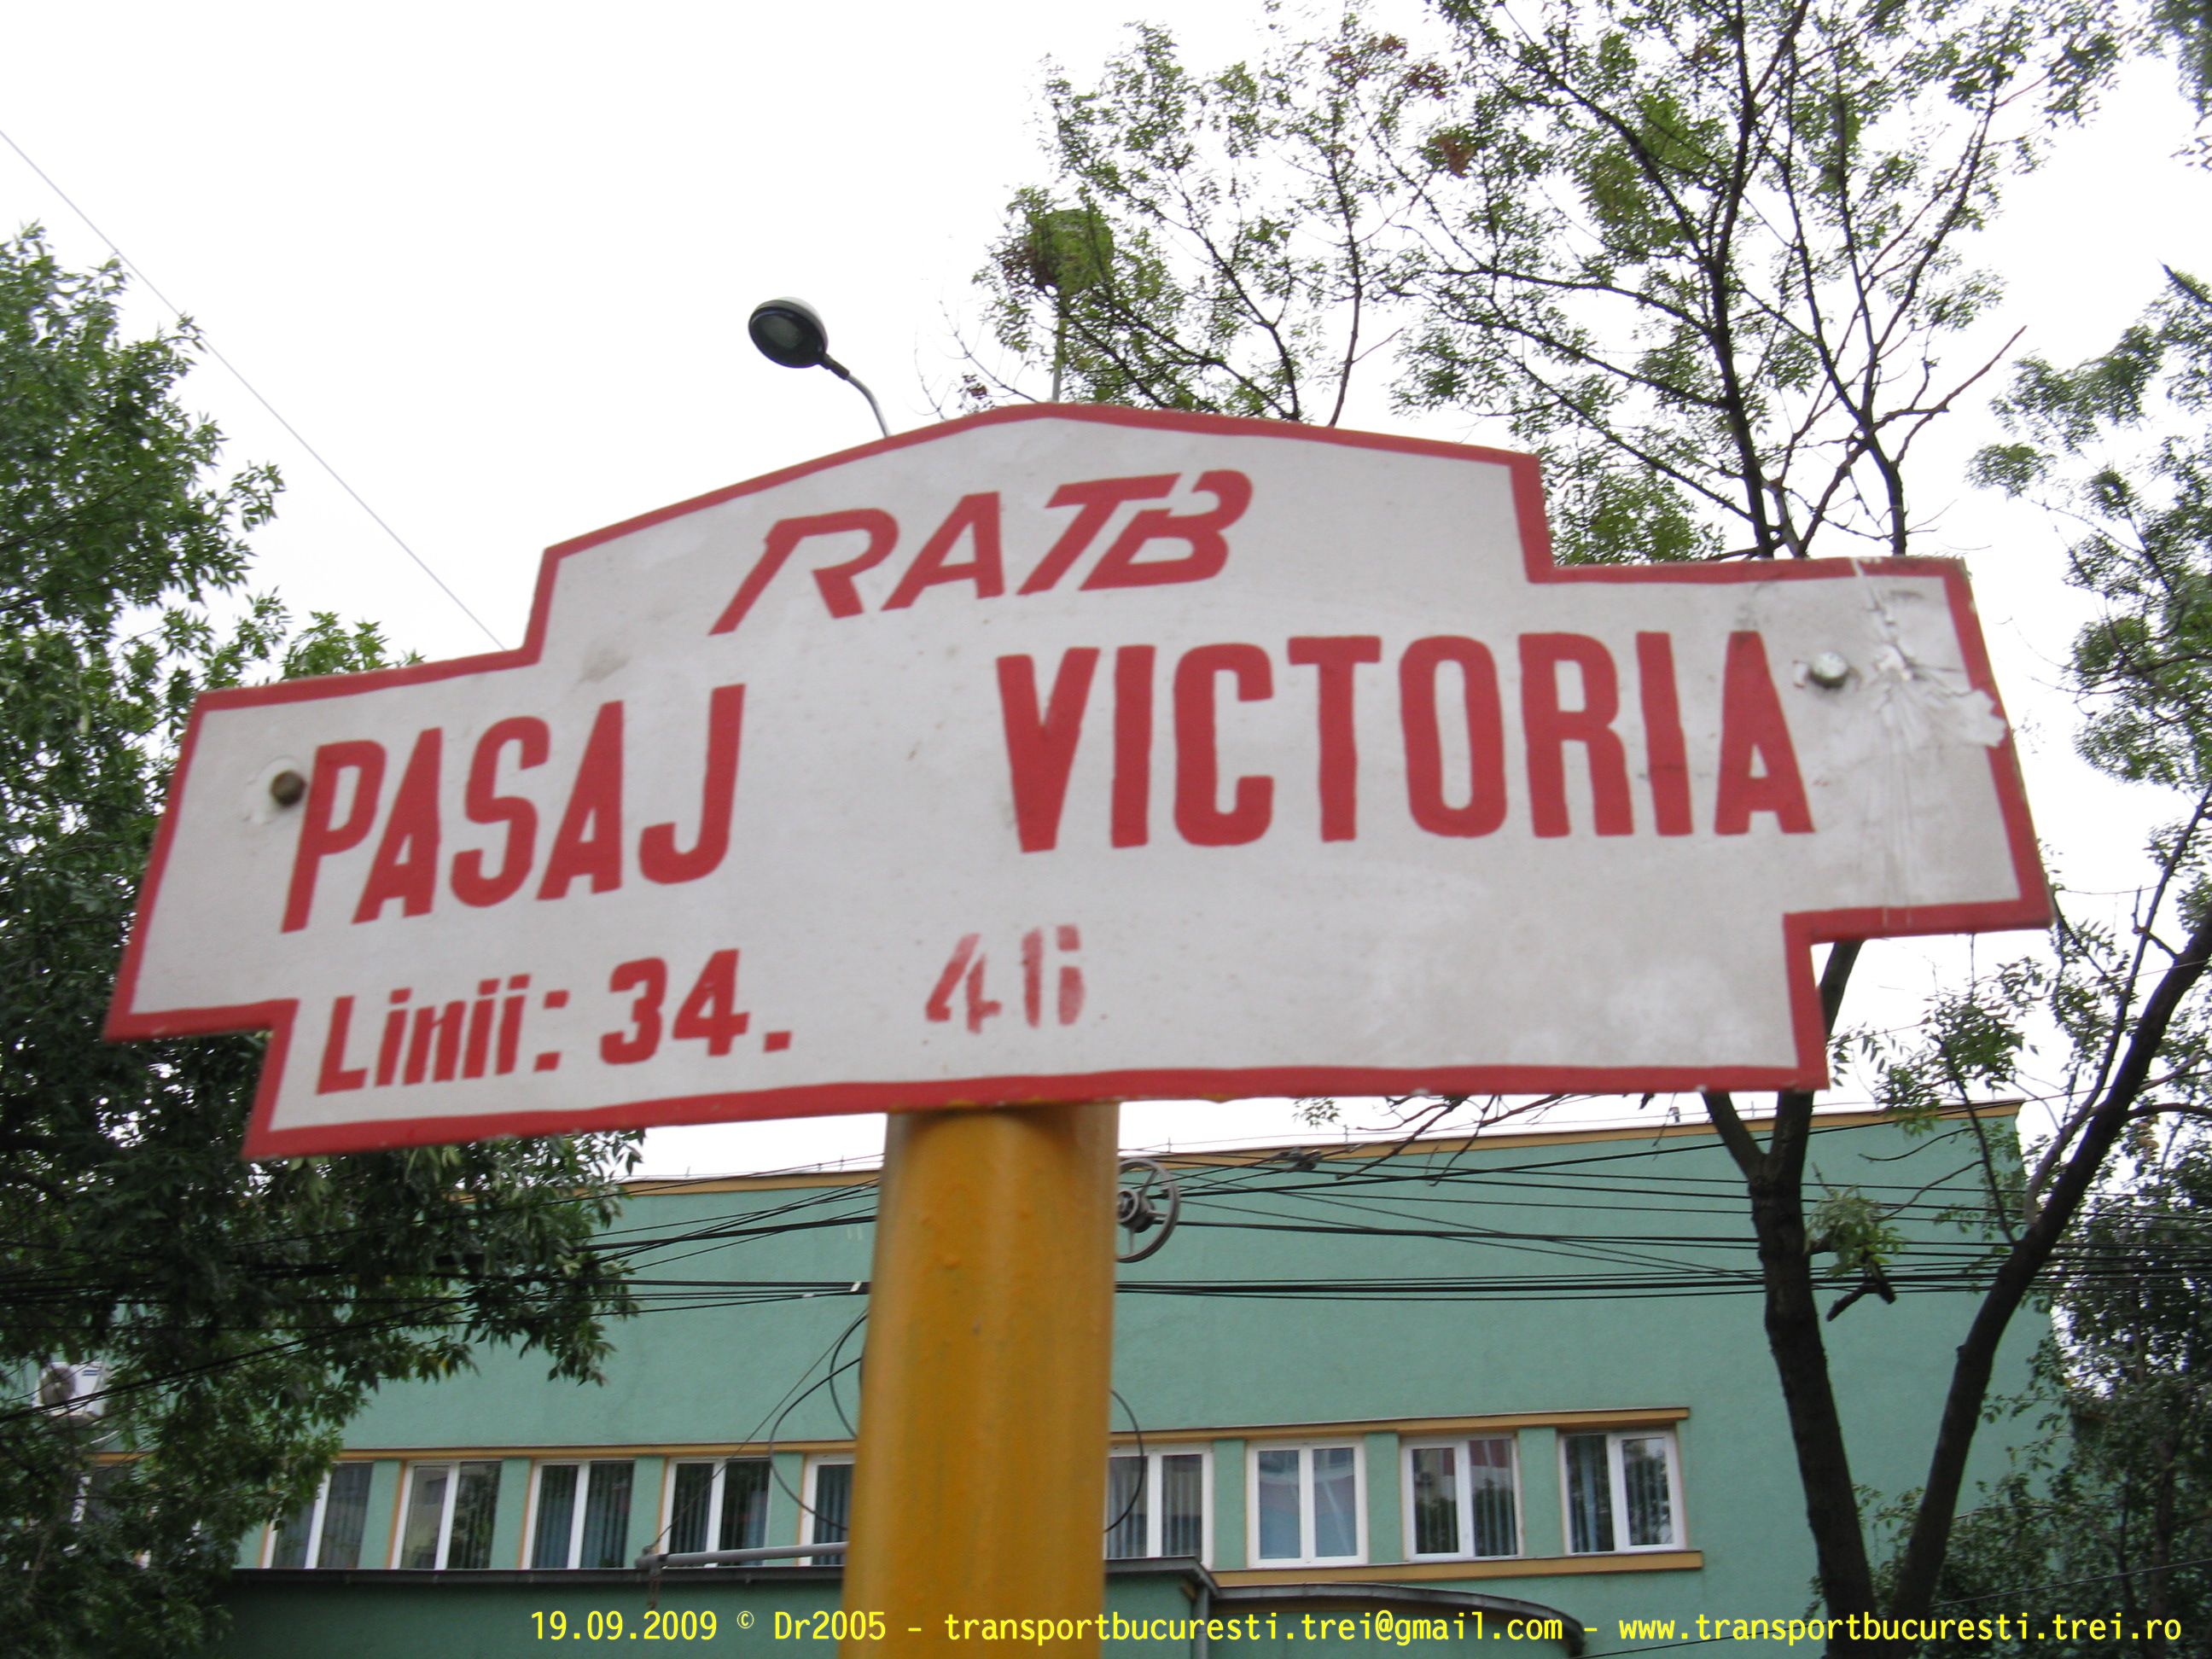 RATB
PASAJ VICTORIA
Linii: 34. 46
19.09.2009 © Dr2005 - transportbucuresti.trei@gmail.com - www.transportbucuresti.trei.ro